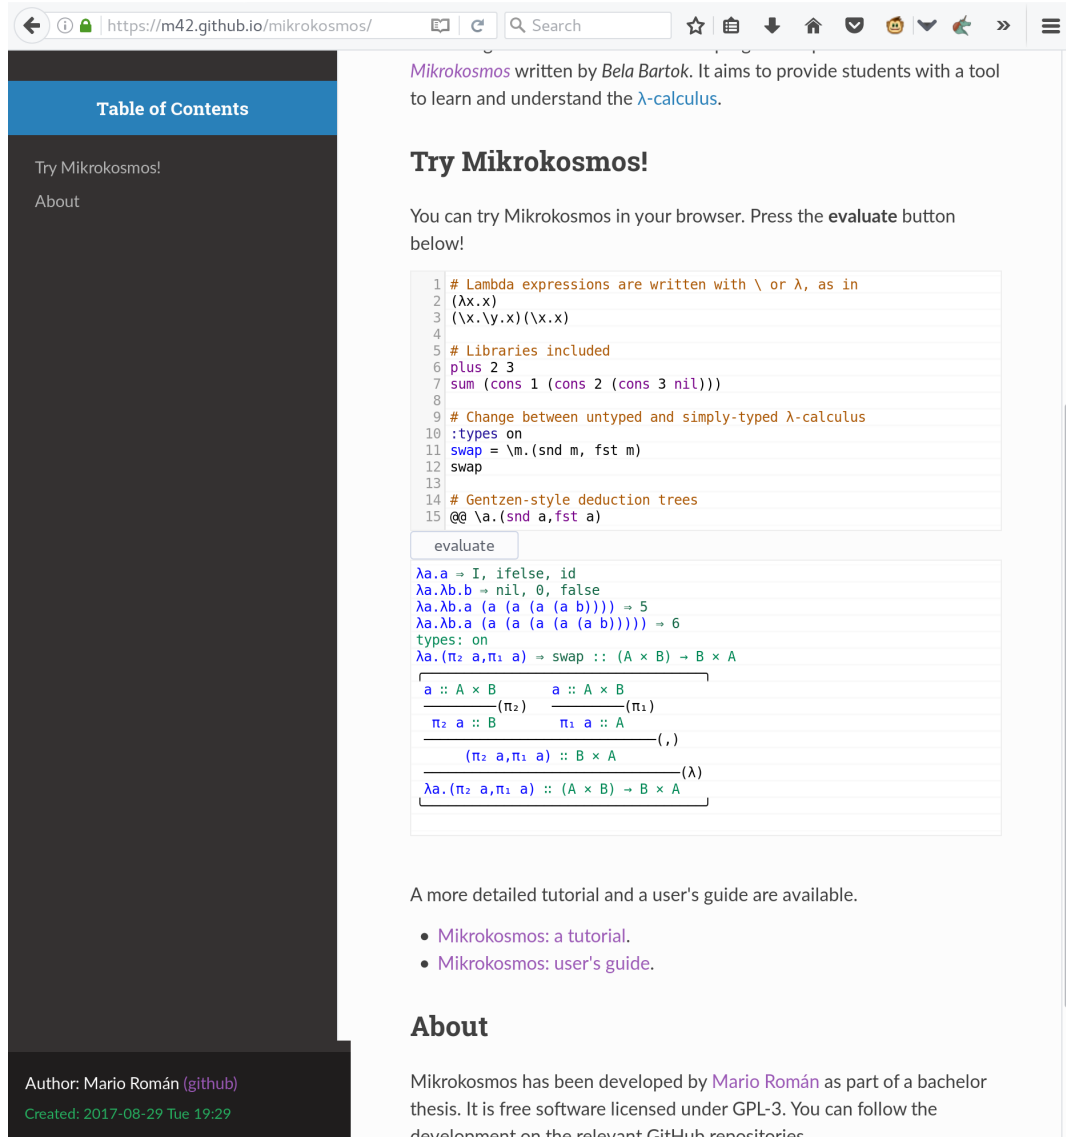 https://m42.github.io/mikrokosmos/
Search
Table of Contents
Try Mikrokosmos!
About
Mikrokosmos written by Bela Bartok. It aims to provide students with a tool
to learn and understand the λ-calculus.
Try Mikrokosmos!
You can try Mikrokosmos in your browser. Press the evaluate button
below!
1 # Lambda expressions are written with \ or λ, as in
2 (λx.x)
3 (\x.\y.x)(\x.x)
4
5 # Libraries included
6 plus 2 3
7 sum (cons 1 (cons 2 (cons 3 nil)))
8
9 # Change between untyped and simply-typed λ-calculus
10 :types on
11 swap = \m.(snd m, fst m)
12 swap
13
14 # Gentzen-style deduction trees
15 @@ \a.(snd a,fst a)
evaluate
λa.a ⇒ I, ifelse, id
λa.λb.b ⇒ nil, 0, false
λa.λb.a (a (a (a (a b)))) ⇒ 5
λa.λb.a (a (a (a (a (a b))))) ⇒ 6
types: on
λa.(π₂ a,π₁ a) ⇒ swap :: (A × B) → B × A
a :: A × B a :: A × B
(π₂) (π₁)
π₂ a :: B π₁ a :: A
(,)
(π₂ a,π₁ a) :: B × A
(λ)
λa.(π₂ a,π₁ a) :: (A × B) → B × A
A more detailed tutorial and a user's guide are available.
• Mikrokosmos: a tutorial.
• Mikrokosmos: user's guide.
About
Mikrokosmos has been developed by Mario Román as part of a bachelor
thesis. It is free software licensed under GPL-3. You can follow the
development on the relevant GitHub repositories
Author: Mario Román (github)
Created: 2017-08-29 Tue 19:29